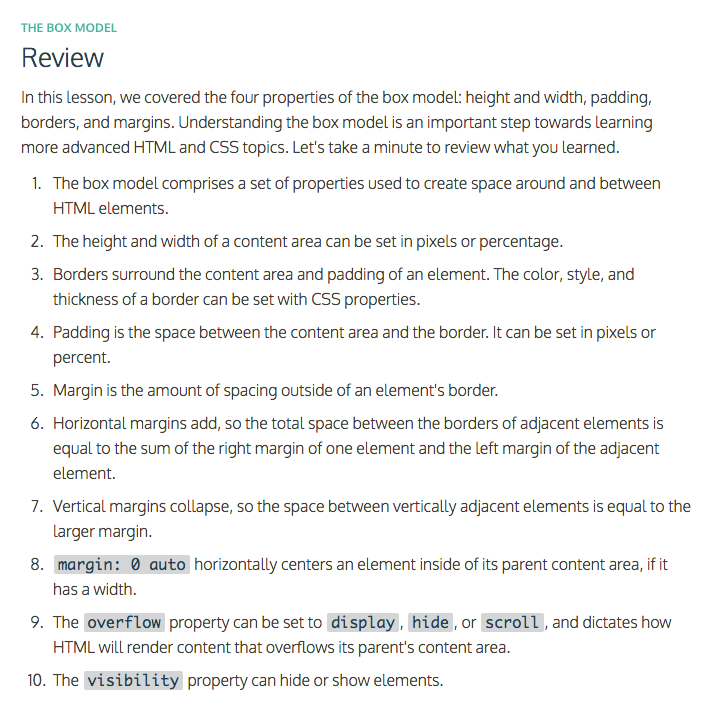 THE BOX MODEL
Review
In this lesson, we covered the four properties of the box model: height and width, padding,
borders, and margins. Understanding the box model is an important step towards learning
more advanced HTML and CSS topics. Let's take a minute to review what you learned.
1. The box model comprises a set of properties used to create space around and between
HTML elements.
2. The height and width of a content area can be set in pixels or percentage.
3. Borders surround the content area and padding of an element. The color, style, and
thickness of a border can be set with CSS properties.
4. Padding is the space between the content area and the border. It can be set in pixels or
percent.
5. Margin is the amount of spacing outside of an element's border.
6. Horizontal margins add, so the total space between the borders of adjacent elements is
equal to the sum of the right margin of one element and the left margin of the adjacent
element.
7. Vertical margins collapse, so the space between vertically adjacent elements is equal to the
larger margin.
8. margin: 0 auto horizontally centers an element inside of its parent content area, if it
has a width.
9. The overflow property can be set to display, hide, or scroll, and dictates how
HTML will render content that overflows its parent's content area.
10. The visibility property can hide or show elements.